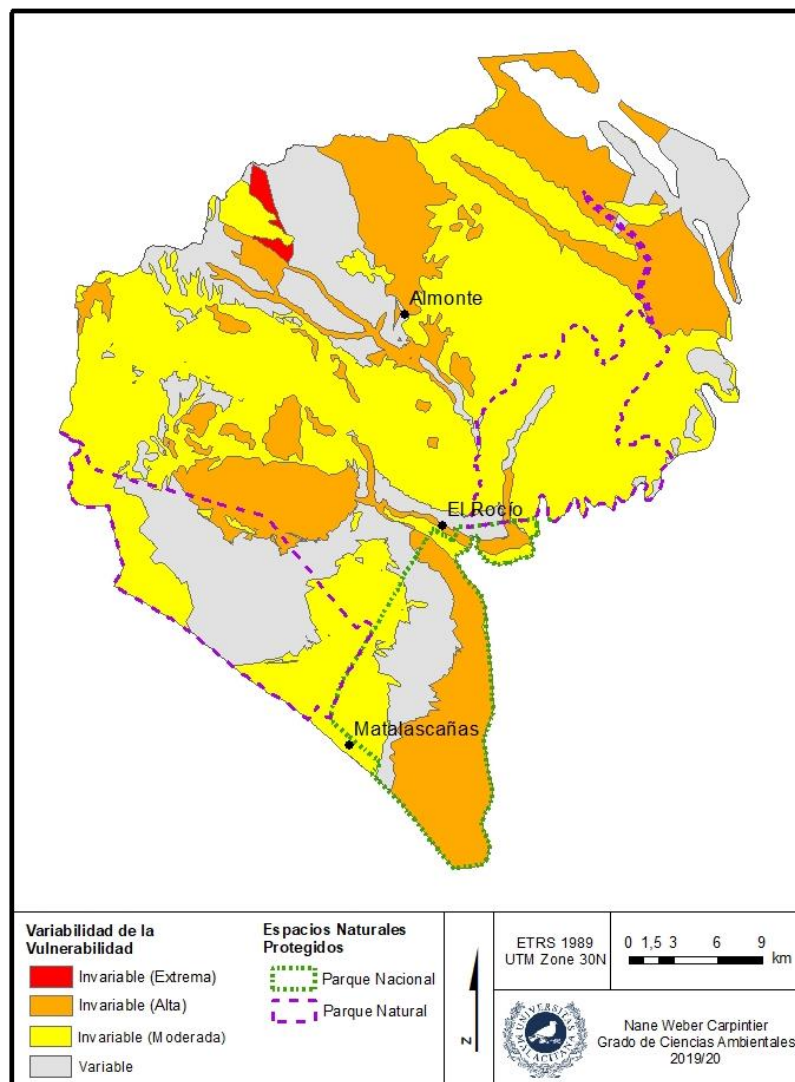 Almonte
El Rocío
Matalascañas
Variabilidad de la
Vulnerabilidad
Invariable (Extrema)
Invariable (Alta)
Invariable (Moderada)
Variable
Espacios Naturales
Protegidos
Parque Nacional
Parque Natural
N
ETRS 1989
UTM Zone 30N
0 1,5 3 6 9
km
UNIVERSITAS
MALACITANA
Nane Weber Carpintier
Grado de Ciencias Ambientales
2019/20